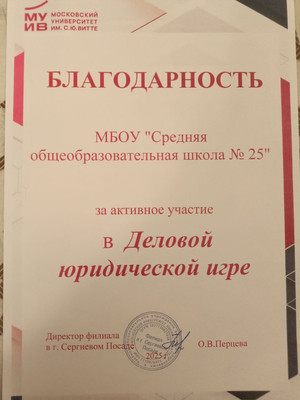 МУ ИВ
МОСКОВСКИЙ
УНИВЕРСИТЕТ
ИМ. С.Ю.ВИТТЕ
БЛАГОДАРНОСТЬ
МБОУ "Средняя
общеобразовательная школа № 25"
за активное участие
в Деловой
юридической игре
Директор филиала
в г. Сергиевом Посаде
О.В.Перцева
2025 г